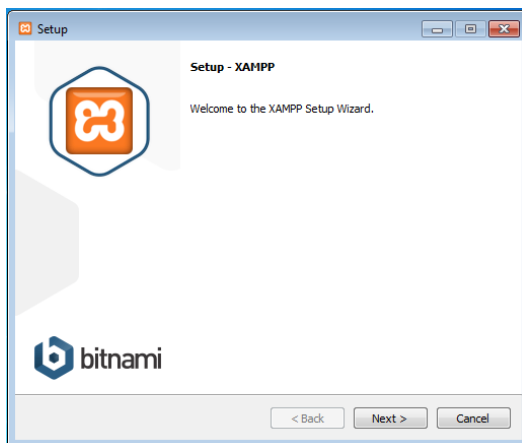 Setup
Setup - XAMPP
Welcome to the XAMPP Setup Wizard.
bitnami
< Back
Next >
Cancel